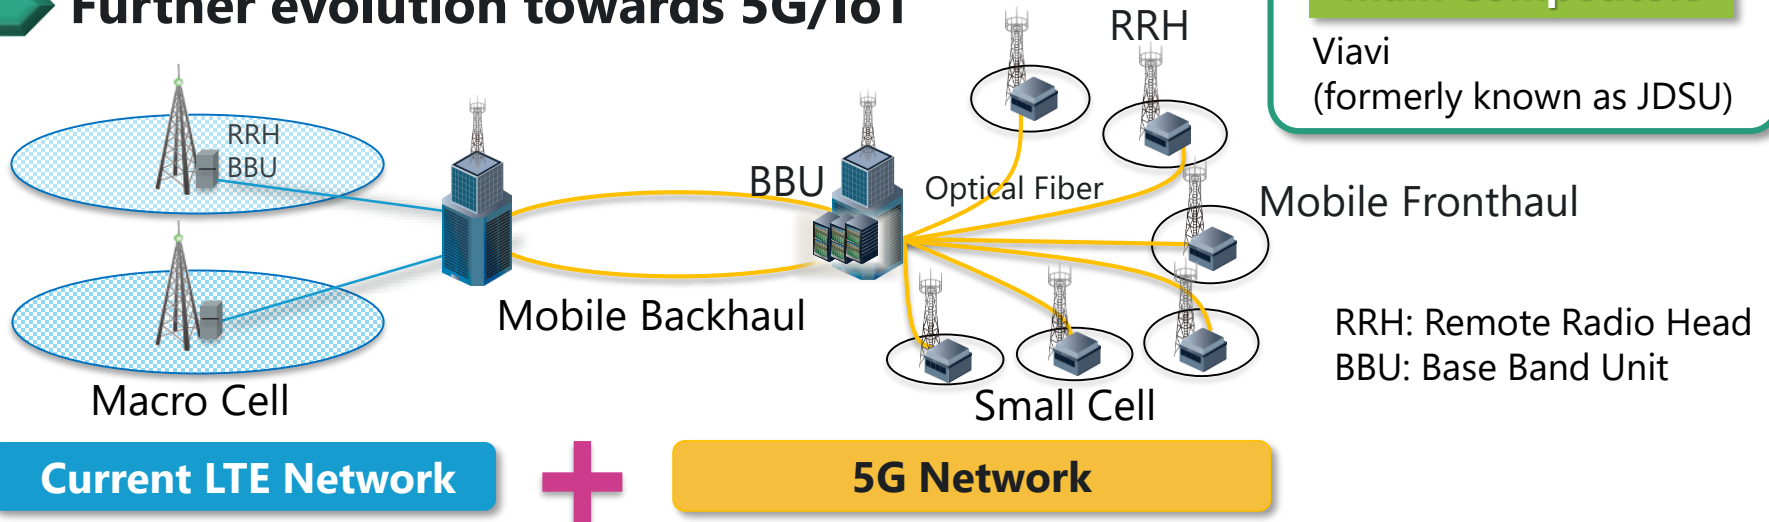 Further evolution towards 5G/IoT
Viavi
(formerly known as JDSU)
RRH
RRH
BBU
BBU
Optical Fiber
Mobile Fronthaul
Mobile Backhaul
RRH: Remote Radio Head
BBU: Base Band Unit
Macro Cell
Small Cell
Current LTE Network
+
5G Network